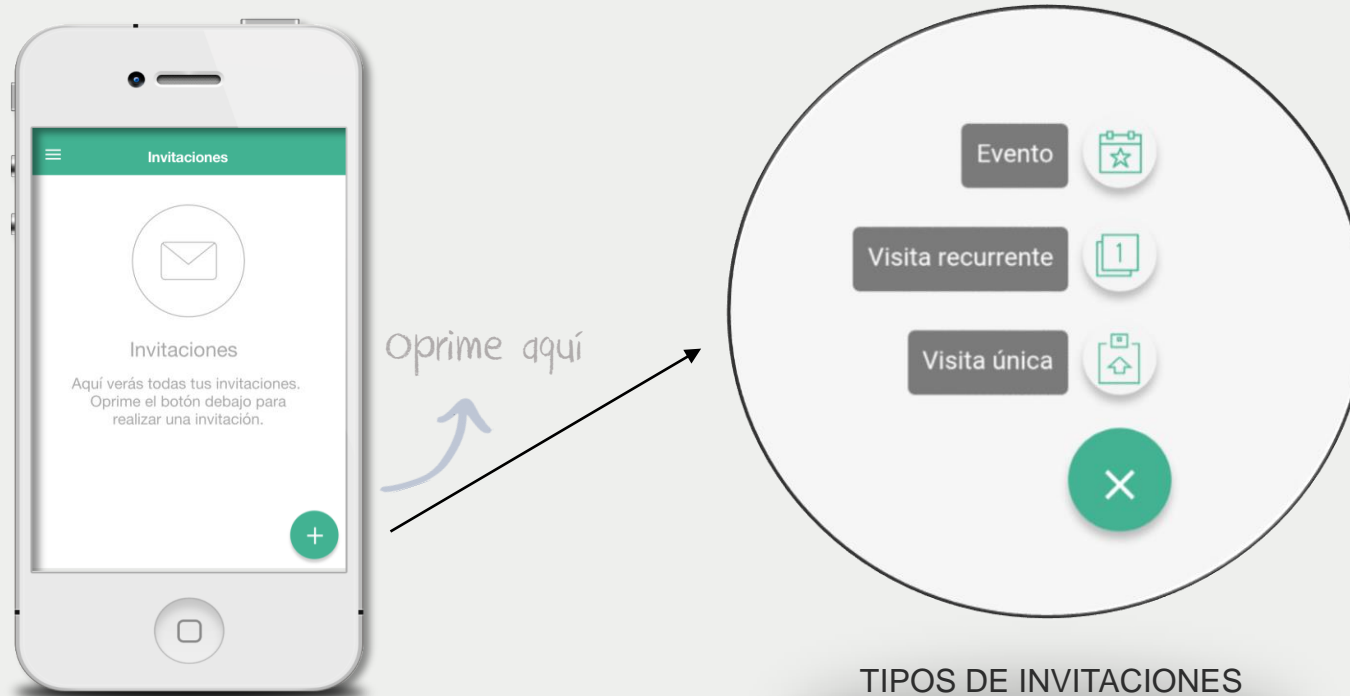 Invitaciones
Invitaciones
Aquí verás todas tus invitaciones.
Oprime el botón debajo para
realizar una invitación.
Oprime aquí
Evento
Visita recurrente
1
Visita única
TIPOS DE INVITACIONES